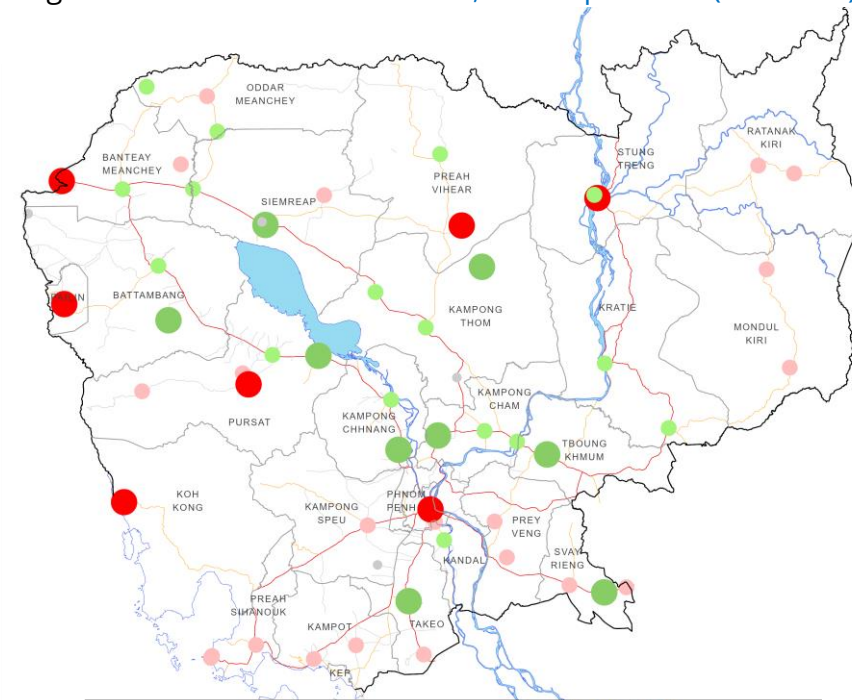 ODDAR
MEANCHEY
BANTEAY
MEANCHEY
RATANAK
KIRI
STUNG
TRENG
PREAH
VIHEAR
SIEMREAP
BATTAMBANG
KAMPONG
THOM
KRATIE
MONDUL
KIRI
PURSAT
KAMPONG
CHAM
KAMPONG
CHHNANG
TBOUNG
KHMUM
KOH
KONG
KAMPONG
SPEU
PHNOM
PENH
PREY
VENG
SVAY
RIENG
KANDAL
PREAH
SIHANOUK
KAMPOT
TAKEO
KEP